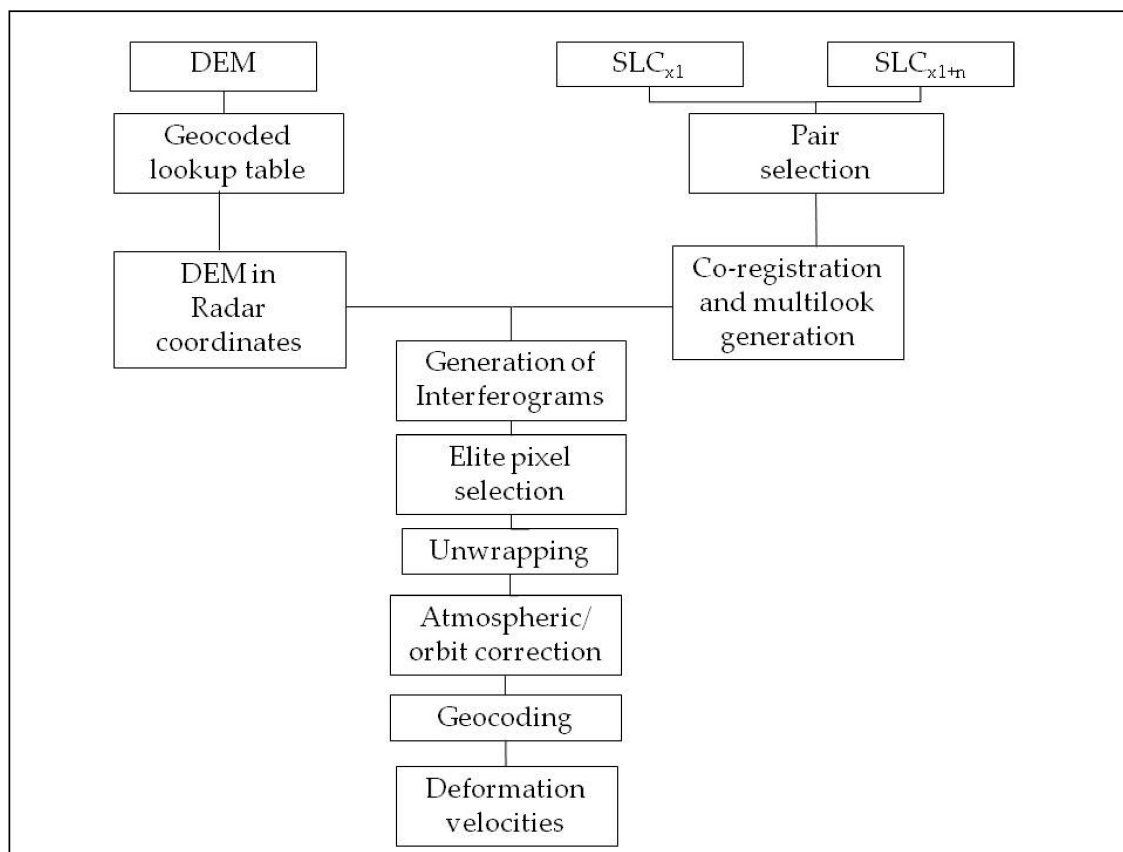 DEM
SLCx1
SLCx1+n
Geocoded
lookup table
Pair
selection
DEM in
Radar
coordinates
Co-registration
and multilook
generation
Generation of
Interferograms
Elite pixel
selection
Unwrapping
Atmospheric/
orbit correction
Geocoding
Deformation
velocities